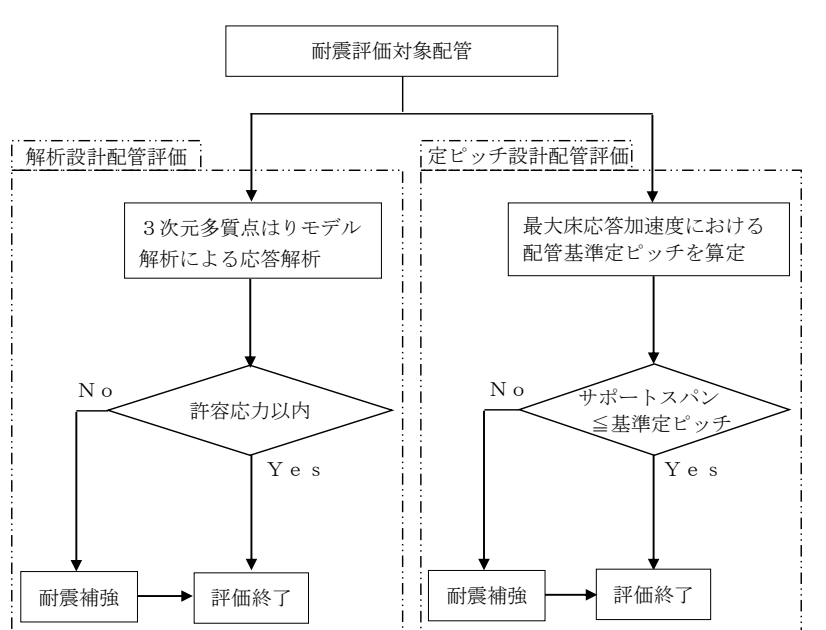 耐震評価対象配管
解析設計配管評価
３次元多質点はりモデル
解析による応答解析
許容応力以内
Ｎｏ
Ｙｅｓ
耐震補強
評価終了
定ピッチ設計配管評価
最大床応答加速度における
配管基準定ピッチを算定
サポートスパン
≦基準定ピッチ
Ｎｏ
Ｙｅｓ
耐震補強
評価終了